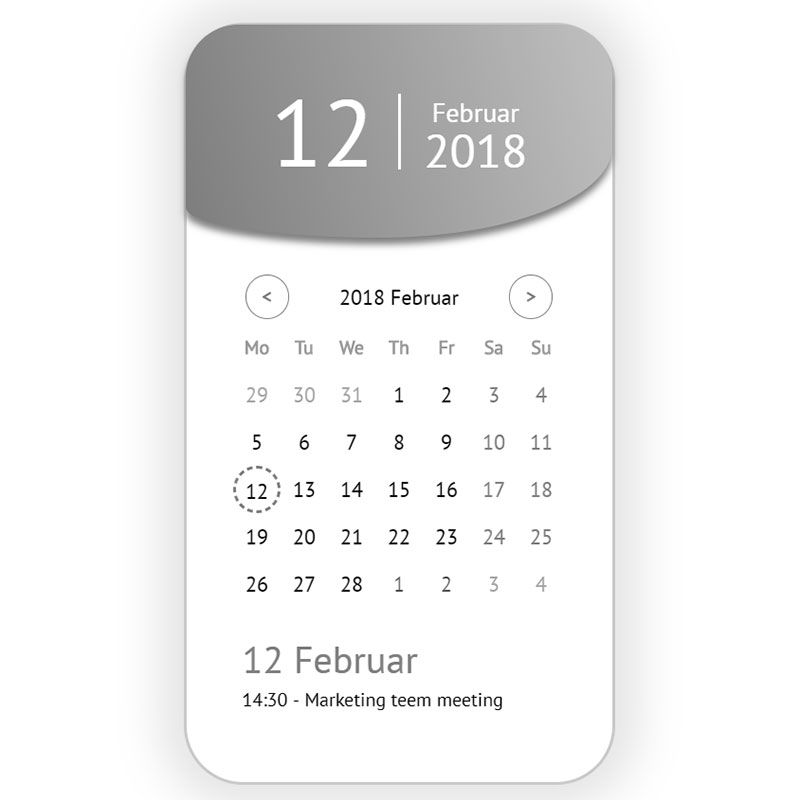 12
Februar
2018
< 2018 Februar >
Mo Tu We Th Fr Sa Su
29 30 31 1 2 3 4
5 6 7 8 9 10 11
12 13 14 15 16 17 18
19 20 21 22 23 24 25
26 27 28 1 2 3 4
12 Februar
14:30 - Marketing teem meeting